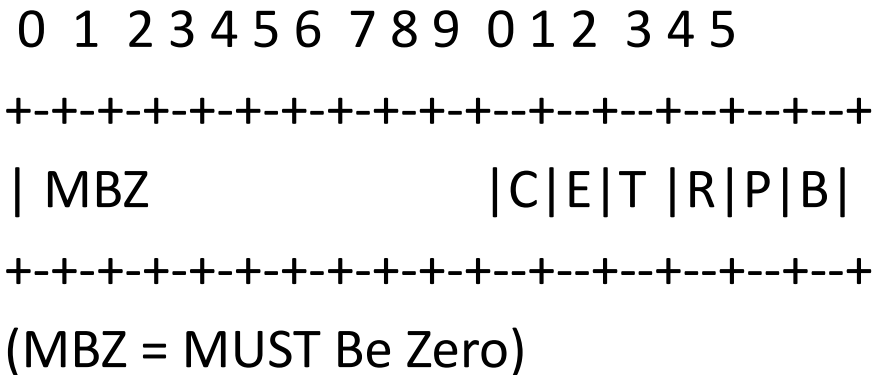 0 1 2 3 4 5 6 7 8 9 0 1 2 3 4 5
+-+-+-+-+-+-+-+-+-+-+--+--+--+--+--+--+
| MBZ |C|E|T |R|P|B|
+-+-+-+-+-+-+-+-+-+-+--+--+--+--+--+--+
(MBZ = MUST Be Zero)